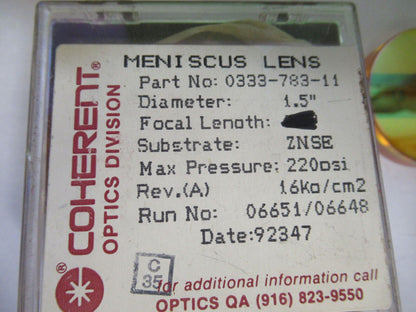 MENISCUS LENS
Part No: 0333-783-11
Diameter: 1.5"
Focal Length:
Substrate: ZNSE
Max Pressure: 220psi
Rev.(A) 16Kg/cm2
Run No: 06651/06648
Date:92347
C
35
for additional information call
OPTICS QA (916) 823-9550
COHERENT®
OPTICS DIVISION
®